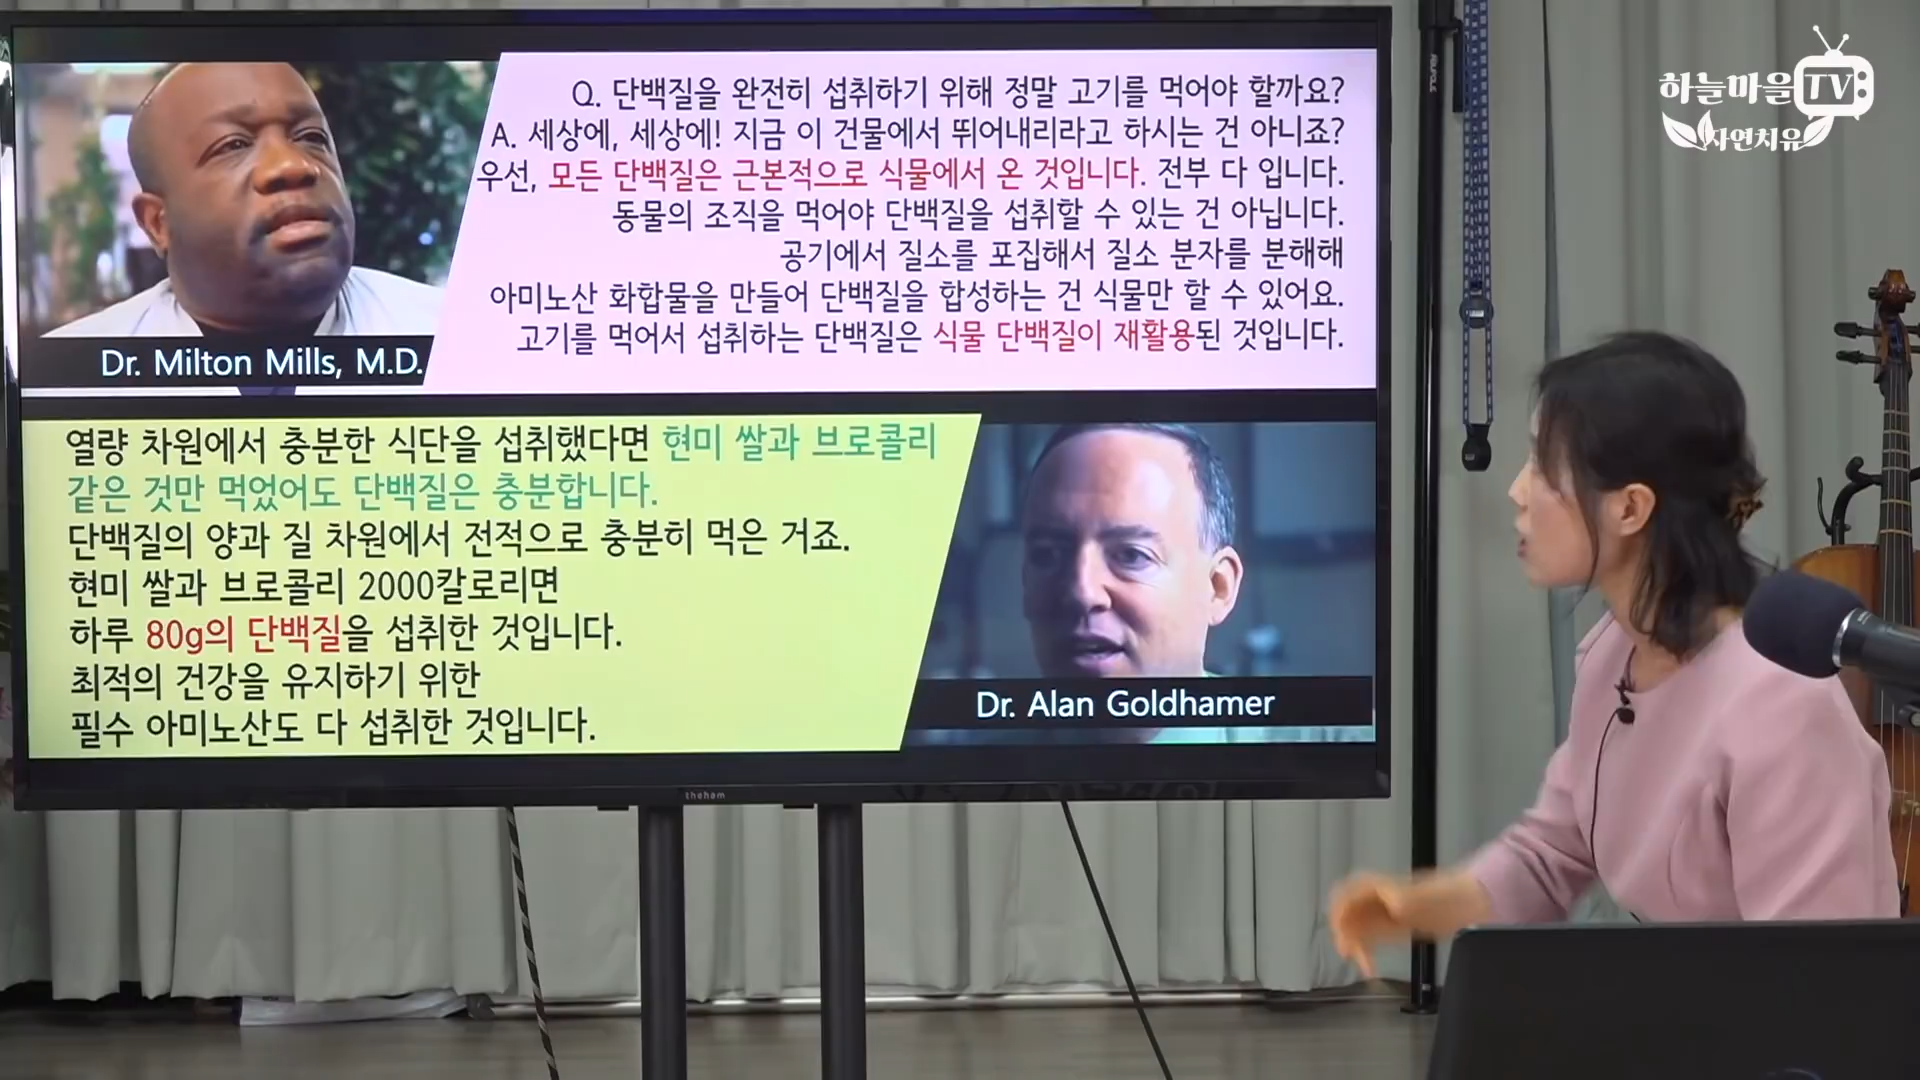 Q. 단백질을 완전히 섭취하기 위해 정말 고기를 먹어야 할까요?
A. 세상에, 세상에! 지금 이 건물에서 뛰어내리라고 하시는 건 아니죠?
우선, 모든 단백질은 근본적으로 식물에서 온 것입니다. 전부 다 입니다.
동물의 조직을 먹어야 단백질을 섭취할 수 있는 건 아닙니다.
공기에서 질소를 포집해서 질소 분자를 분해해
아미노산 화합물을 만들어 단백질을 합성하는 건 식물만 할 수 있어요.
고기를 먹어서 섭취하는 단백질은 식물 단백질이 재활용된 것입니다.
Dr. Milton Mills, M.D.
열량 차원에서 충분한 식단을 섭취했다면 현미 쌀과 브로콜리
같은 것만 먹었어도 단백질은 충분합니다.
단백질의 양과 질 차원에서 전적으로 충분히 먹은 거죠.
현미 쌀과 브로콜리 2000칼로리면
하루 80g의 단백질을 섭취한 것입니다.
최적의 건강을 유지하기 위한
필수 아미노산도 다 섭취한 것입니다.
Dr. Alan Goldhamer
theham
하늘마을TV
자연치유